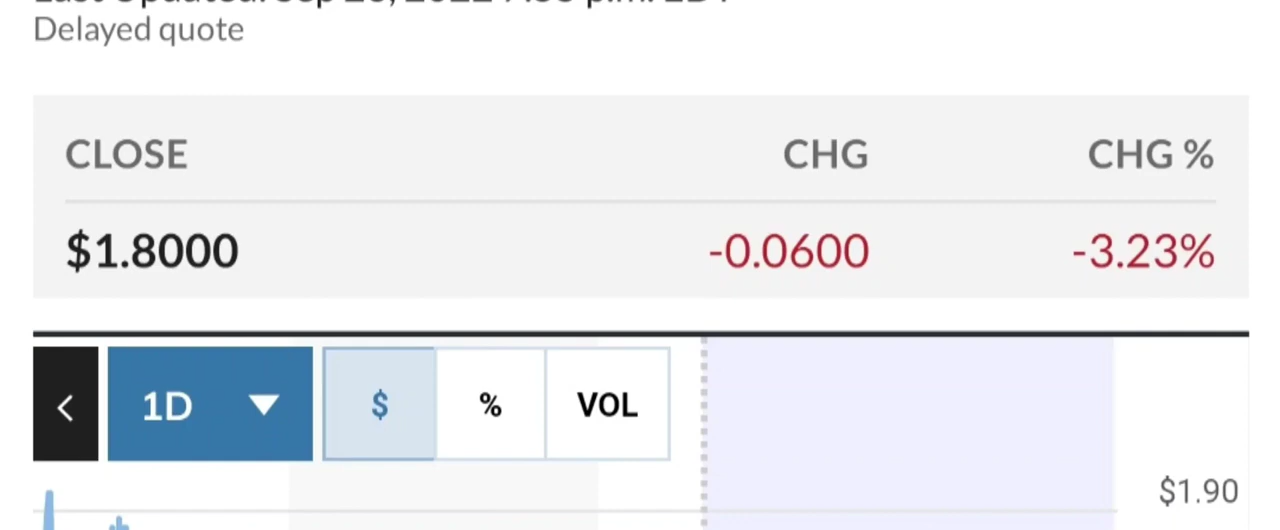 Delayed quote
CLOSE CHG CHG %
$1.8000 -0.0600 -3.23%
1D $ % VOL
$1.90